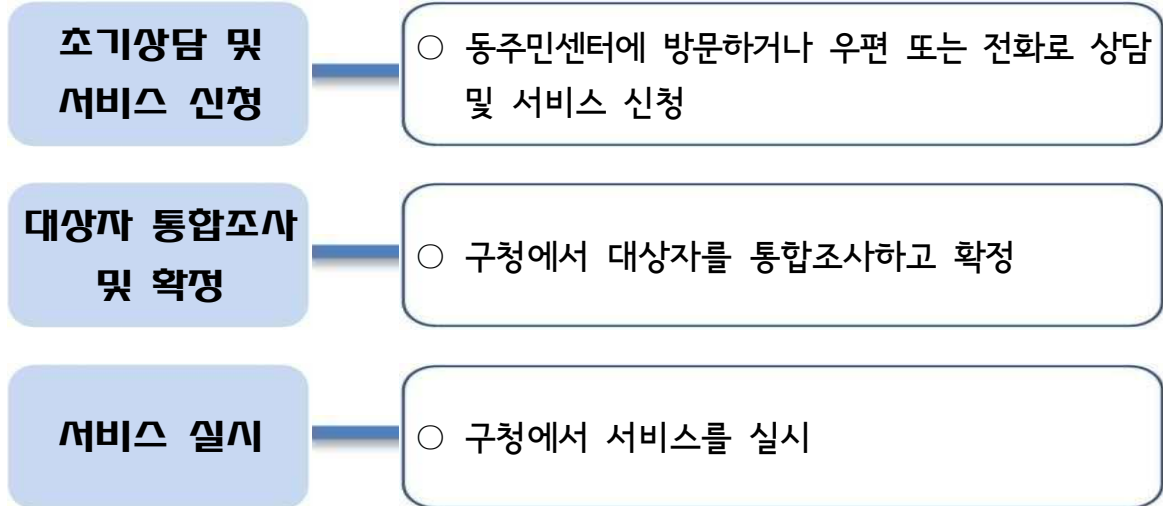 초기상담 및
서비스 신청
○ 동주민센터에 방문하거나 우편 또는 전화로 상담
및 서비스 신청
대상자 통합조사
및 확정
○ 구청에서 대상자를 통합조사하고 확정
서비스 실시
○ 구청에서 서비스를 실시